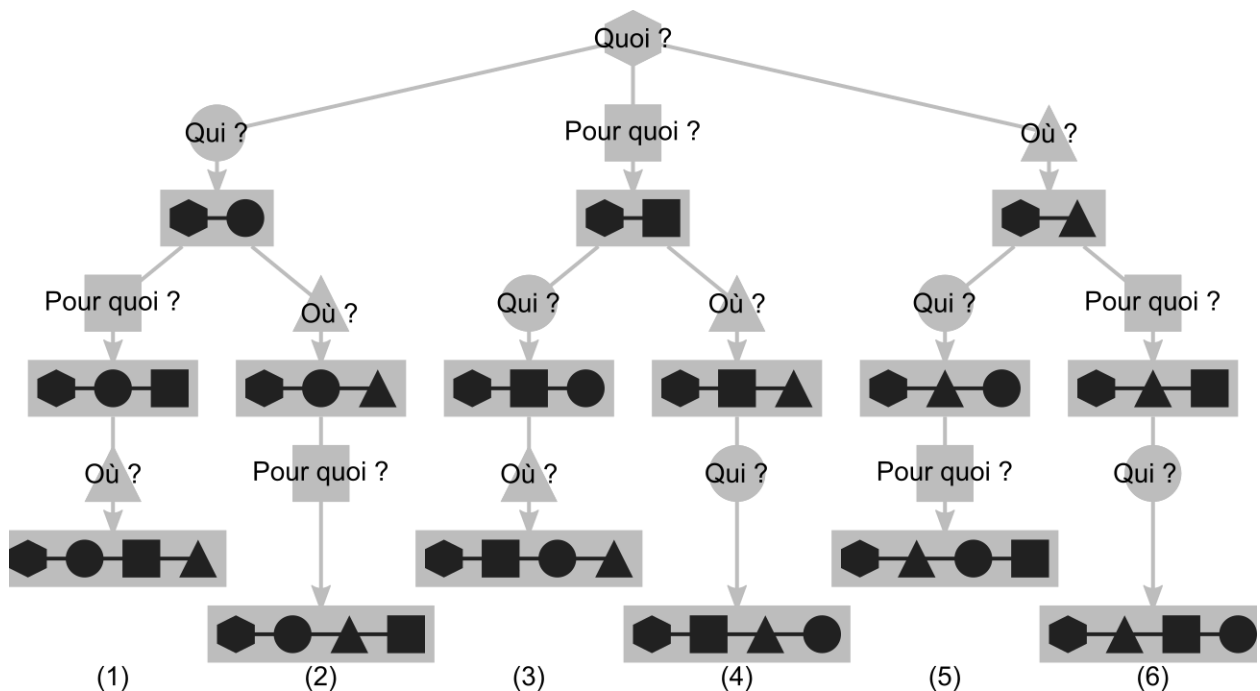 Quoi ?
Qui ?
Pour quoi ?
Où ?
Pour quoi ?
Où ?
Qui ?
Où ?
Qui ?
Pour quoi ?
Où ?
Pour quoi ?
Où ?
Qui ?
Pour quoi ?
Qui ?
(1)
(2)
(3)
(4)
(5)
(6)